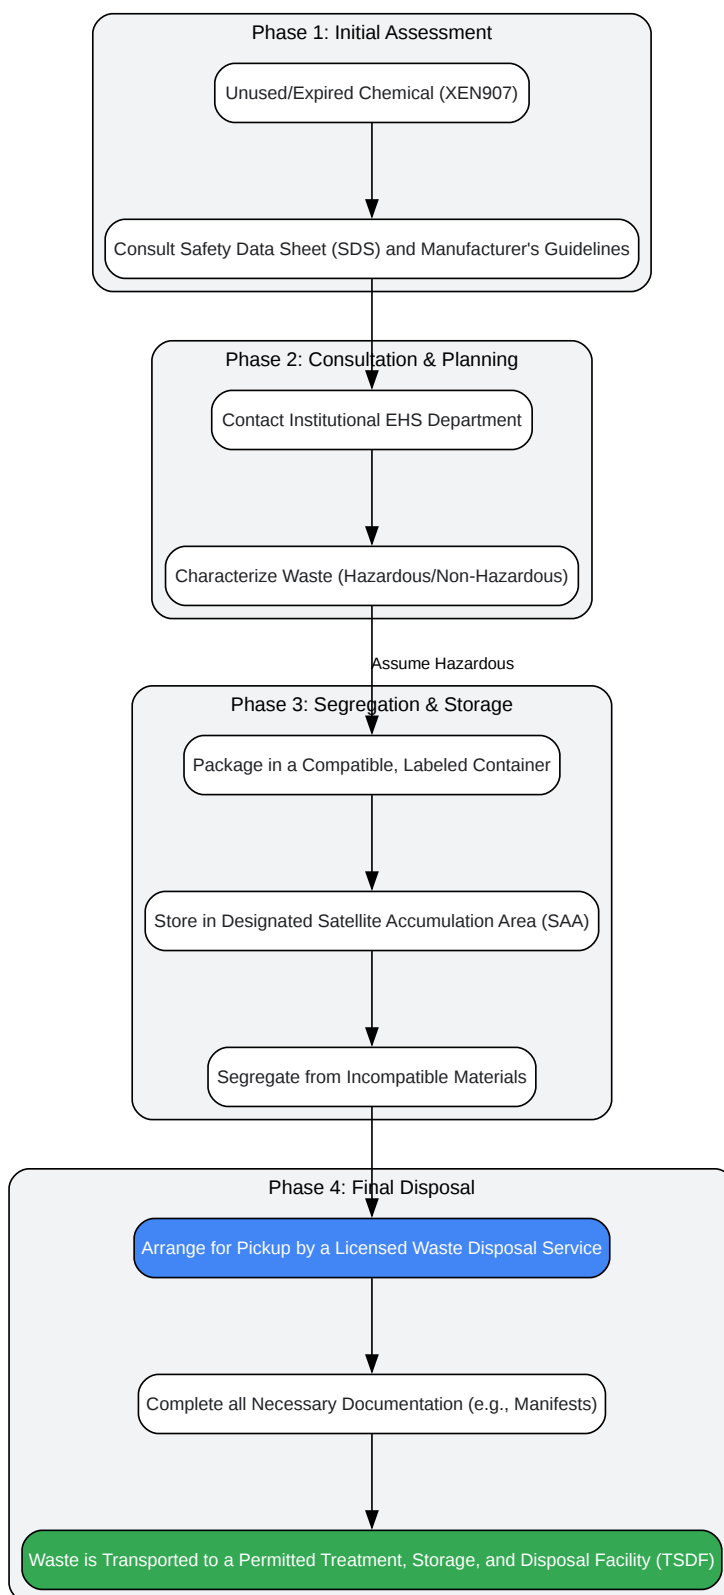 Phase 1: Initial Assessment
Unused/Expired Chemical (XEN907)
Consult Safety Data Sheet (SDS) and Manufacturer's Guidelines
Phase 2: Consultation & Planning
Contact Institutional EHS Department
Characterize Waste (Hazardous/Non-Hazardous)
Assume Hazardous
Phase 3: Segregation & Storage
Package in a Compatible, Labeled Container
Store in Designated Satellite Accumulation Area (SAA)
Segregate from Incompatible Materials
Phase 4: Final Disposal
Arrange for Pickup by a Licensed Waste Disposal Service
Complete all Necessary Documentation (e.g., Manifests)
Waste is Transported to a Permitted Treatment, Storage, and Disposal Facility (TSDF)